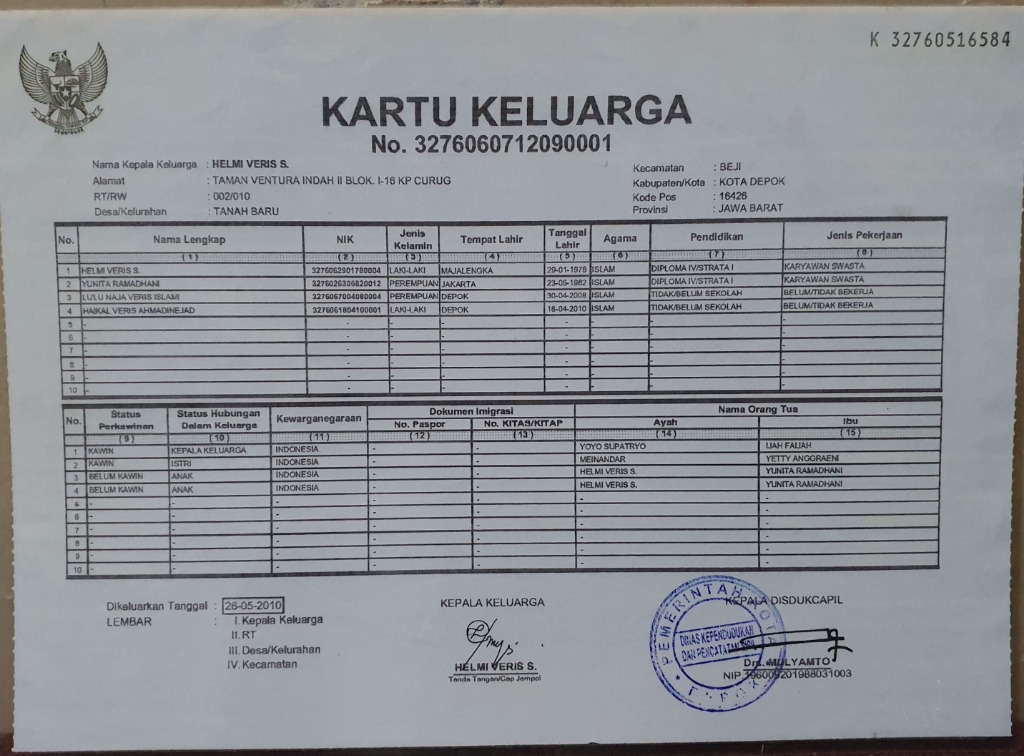 K 32760516584
KARTU KELUARGA
No. 3276060712090001
Nama Kepala Keluarga : HELMI VERIS S.
Alamat : TAMAN VENTURA INDAH II BLOK. I-16 KP CURUG
RT/RW : 002/010
Desa/Kelurahan : TANAH BARU
Kecamatan : BEJI
Kabupaten/Kota : KOTA DEPOK
Kode Pos : 16426
Provinsi : JAWA BARAT
No. Nama Lengkap NIK Jenis Kelamin Tempat Lahir Tanggal Lahir Agama Pendidikan Jenis Pekerjaan
(1) (2) (3) (4) (5) (6) (7) (8)
1 HELMI VERIS S. 3276062901780004 LAKI-LAKI MAJALENGKA 29-01-1978 ISLAM DIPLOMA IV/STRATA I KARYAWAN SWASTA
2 YUNITA RAMADHANI 3276026306820012 PEREMPUAN JAKARTA 23-06-1982 ISLAM DIPLOMA IV/STRATA I KARYAWAN SWASTA
3 LULU NAJA VERIS ISLAMI 3276067004080004 PEREMPUAN DEPOK 30-04-2008 ISLAM TIDAK/BELUM SEKOLAH BELUM/TIDAK BEKERJA
4 HAIKAL VERIS AHMADINEJAD 3276061804100001 LAKI-LAKI DEPOK 18-04-2010 ISLAM TIDAK/BELUM SEKOLAH BELUM/TIDAK BEKERJA
5 - - - - - - - -
6 - - - - - - - -
7 - - - - - - - -
8 - - - - - - - -
9 - - - - - - - -
10 - - - - - - - -
No. Status Perkawinan Status Hubungan Dalam Keluarga Kewarganegaraan Dokumen Imigrasi Nama Orang Tua
No. Paspor No. KITAS/KITAP Ayah Ibu
(9) (10) (11) (12) (13) (14) (15)
1 KAWIN KEPALA KELUARGA INDONESIA - - YOYO SUPATRYO IJAH FALIAH
2 KAWIN ISTRI INDONESIA - - MEINANDAR YETTY ANGGRAENI
3 BELUM KAWIN ANAK INDONESIA - - HELMI VERIS S. YUNITA RAMADHANI
4 BELUM KAWIN ANAK INDONESIA - - HELMI VERIS S. YUNITA RAMADHANI
5 - - - - - - -
6 - - - - - - -
7 - - - - - - -
8 - - - - - - -
9 - - - - - - -
10 - - - - - - -
Dikeluarkan Tanggal : 26-05-2010
LEMBAR : I. Kepala Keluarga
II. RT
III. Desa/Kelurahan
IV. Kecamatan
KEPALA KELUARGA
HELMI VERIS S.
Tanda Tangan/Cap Jempol
KEPALA DISDUKCAPIL
PEMERINTAH KOTA
DINAS KEPENDUDUKAN
DAN PENCATATAN SIPIL
DEPOK
Drs. MULYAMTO
NIP.196009201988031003